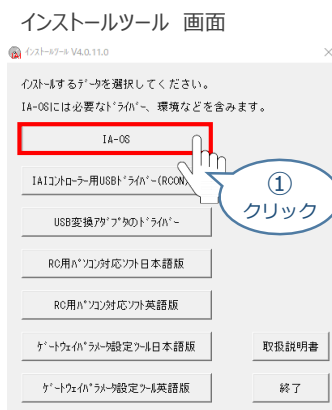 インストールツール 画面
インストールツール V4.0.11.0
インストールするデータを選択してください。
IA-OSには必要なドライバー、環境などを含みます。
IA-OS
IAIコントローラー用USBドライバー(RCON)
①
クリック
USB変換アダプタのドライバー
RC用パソコン対応ソフト日本語版
RC用パソコン対応ソフト英語版
ゲートウェイパラメータ設定ツール日本語版
取扱説明書
ゲートウェイパラメータ設定ツール英語版
終了